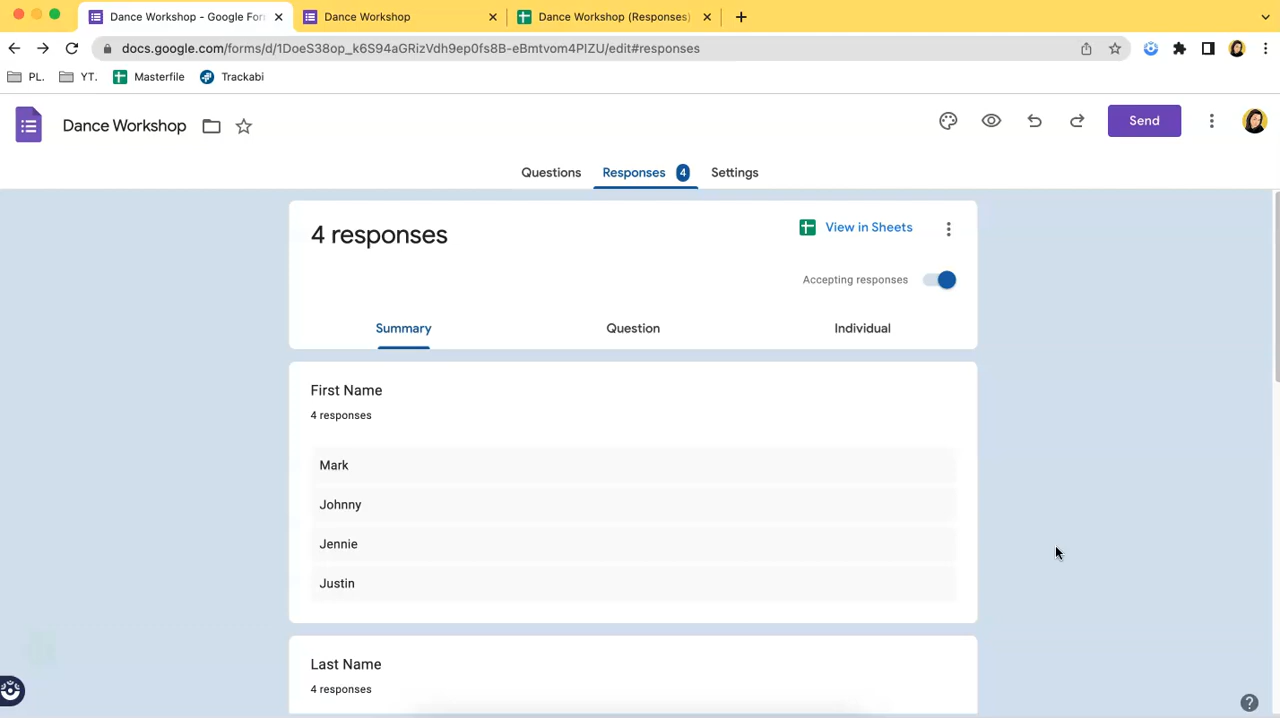 Dance Workshop - Google For
Dance Workshop
Dance Workshop (Responses)
docs.google.com/forms/d/1DoeS38op_k6S94aGRizVdh9ep0fs8B-eBmtvom4PIZU/edit#responses
PL.
YT.
Masterfile
Trackabi
Dance Workshop
Send
Questions
Responses
4
Settings
4 responses
View in Sheets
Accepting responses
Summary
Question
Individual
First Name
4 responses
Mark
Johnny
Jennie
Justin
Last Name
4 responses